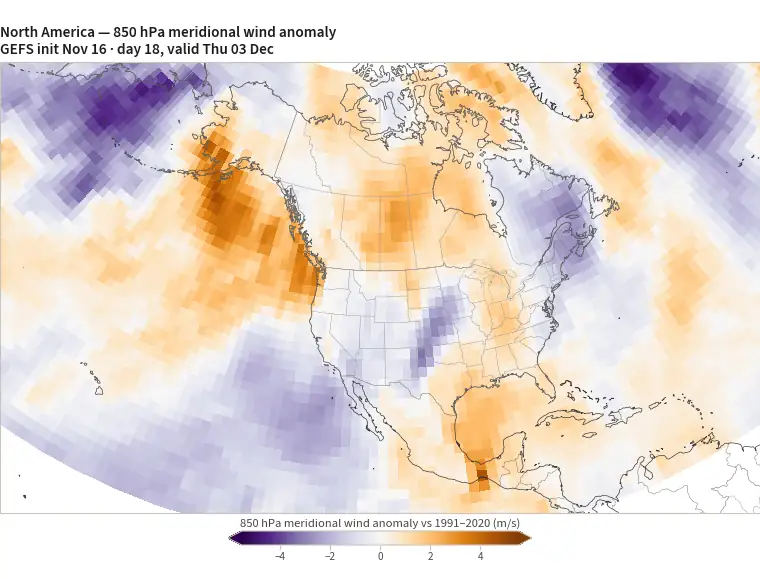 North America — 850 hPa meridional wind anomaly
GEFS init Nov 16 · day 18, valid Thu 03 Dec
850 hPa meridional wind anomaly vs 1991–2020 (m/s)
−4 −2 0 2 4